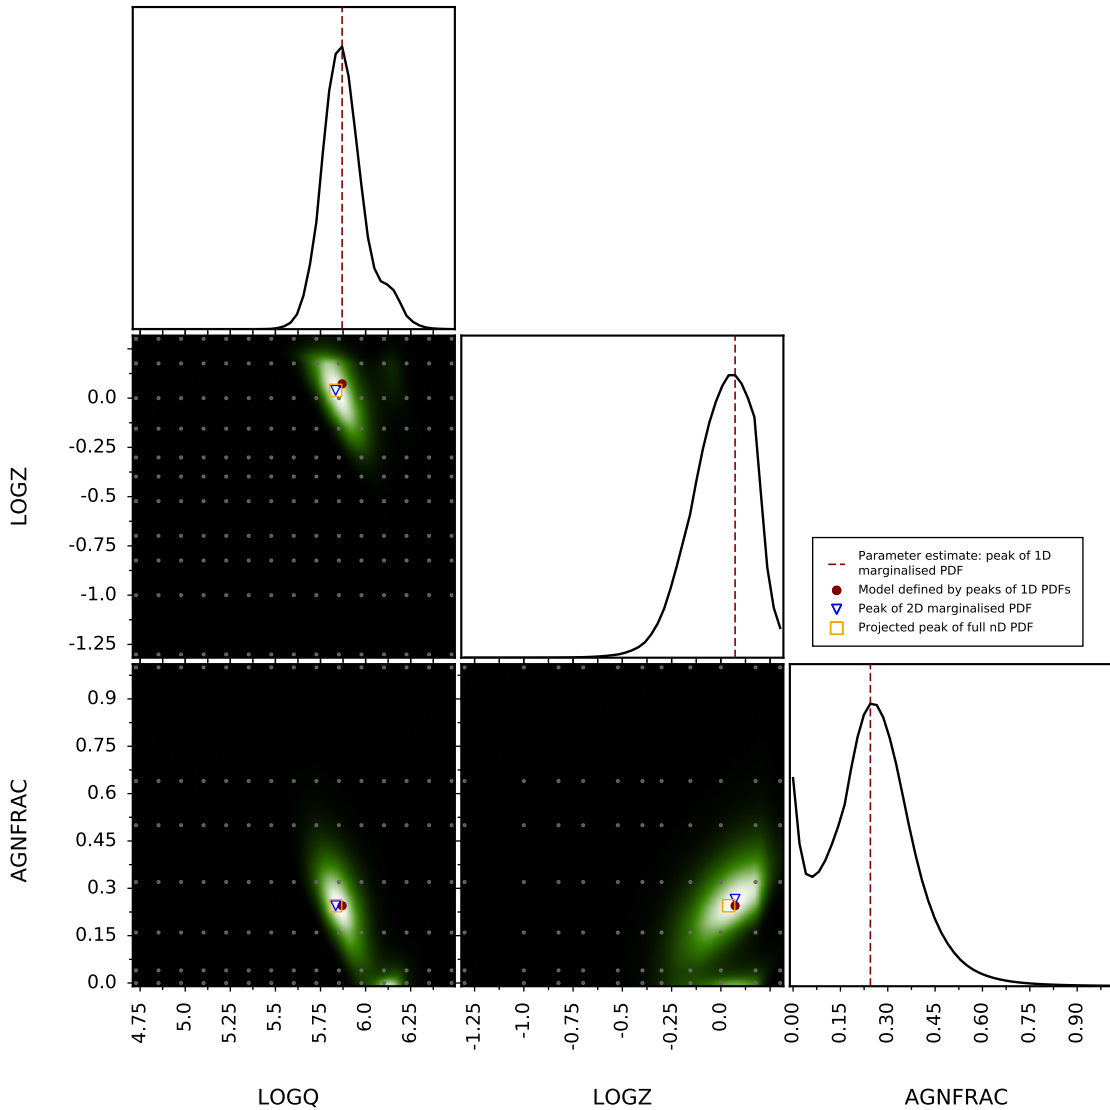 0.0
-0.25
-0.5
-0.75
-1.0
-1.25
LOGZ
Parameter estimate: peak of 1D
marginalised PDF
Model defined by peaks of 1D PDFs
Peak of 2D marginalised PDF
Projected peak of full nD PDF
0.9
0.75
0.6
0.45
0.3
0.15
0.0
AGNFRAC
4.75 5.0 5.25 5.5 5.75 6.0 6.25
-1.25 -1.0 -0.75 -0.5 -0.25 0.0
0.00 0.15 0.30 0.45 0.60 0.75 0.90
LOGQ LOGZ AGNFRAC